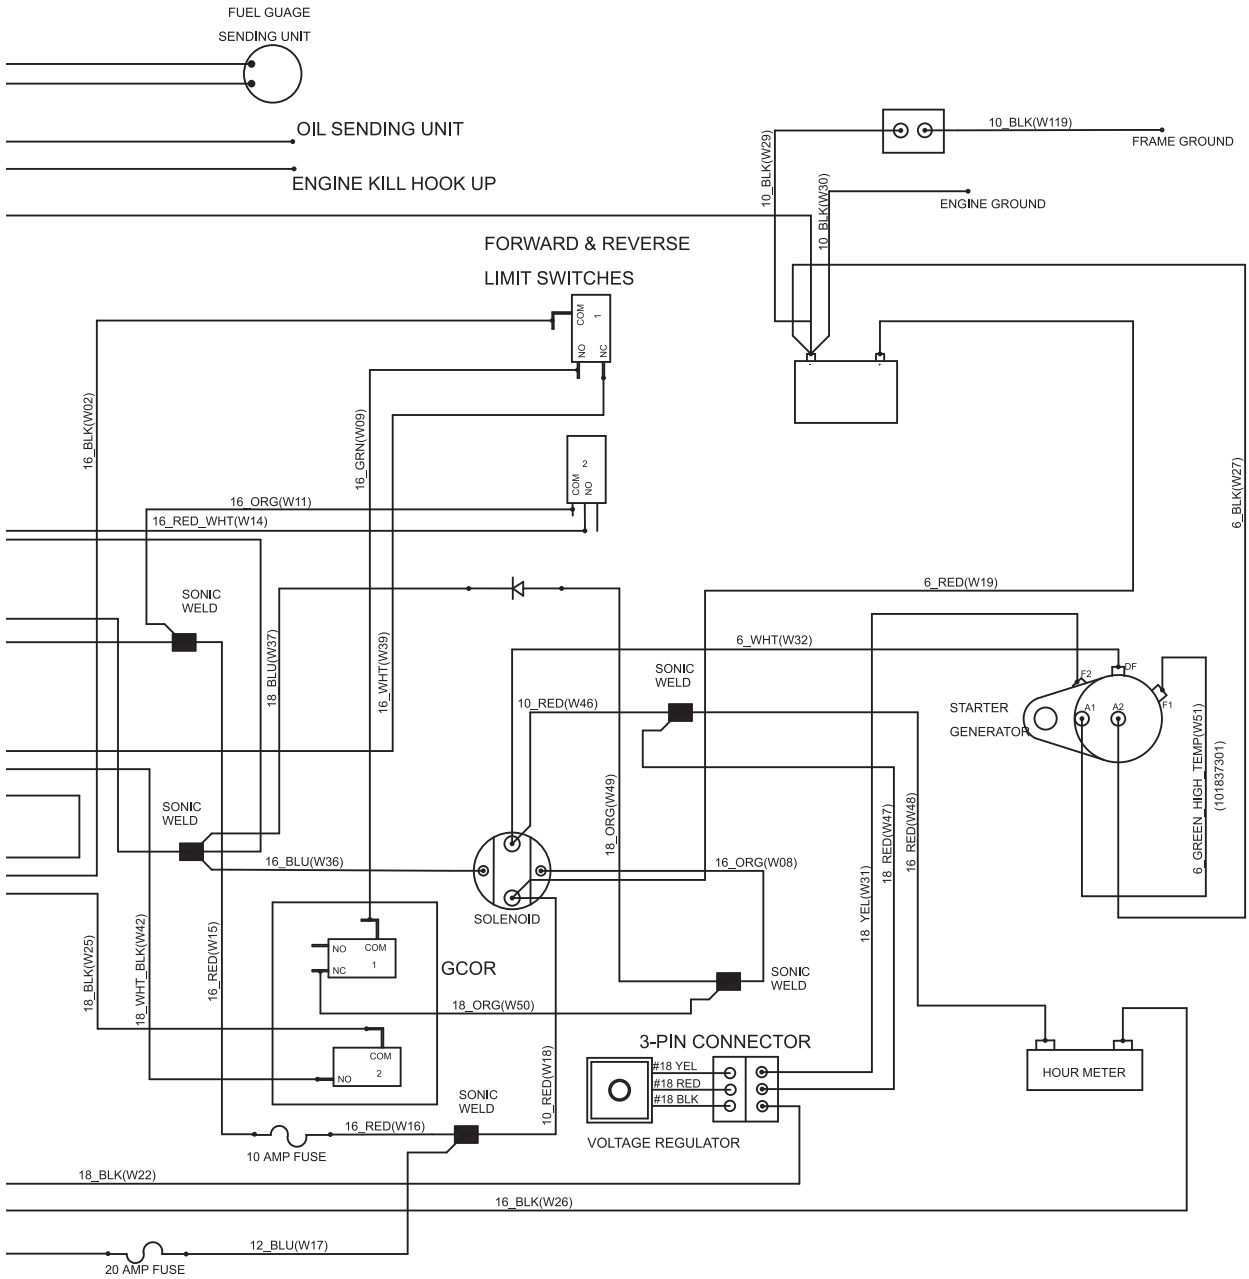 FUEL GUAGE
SENDING UNIT
OIL SENDING UNIT
ENGINE KILL HOOK UP
10_BLK(W29)
10_BLK(W119)
FRAME GROUND
10_BLK(W30)
ENGINE GROUND
FORWARD & REVERSE
LIMIT SWITCHES
COM
1
NO
NC
-
+
16_BLK(W02)
16_GRN(W09)
2
COM
NO
6_BLK(W27)
16_ORG(W11)
16_RED_WHT(W14)
SONIC
WELD
18_BLU(W37)
16_WHT(W39)
6_RED(W19)
6_WHT(W32)
SONIC
WELD
10_RED(W46)
STARTER
GENERATOR
F2
DF
A1
A2
F1
6_GREEN_HIGH_TEMP(W51)
(101837301)
SONIC
WELD
16_BLU(W36)
18_ORG(W49)
16_ORG(W08)
18_YEL(W31)
18_RED(W47)
16_RED(W48)
SOLENOID
18_BLK(W25)
18_WHT_BLK(W42)
16_RED(W15)
NO
COM
NC
1
GCOR
18_ORG(W50)
SONIC
WELD
COM
NO
2
10_RED(W18)
3-PIN CONNECTOR
#18 YEL
#18 RED
#18 BLK
VOLTAGE REGULATOR
HOUR METER
SONIC
WELD
16_RED(W16)
10 AMP FUSE
18_BLK(W22)
16_BLK(W26)
12_BLU(W17)
20 AMP FUSE